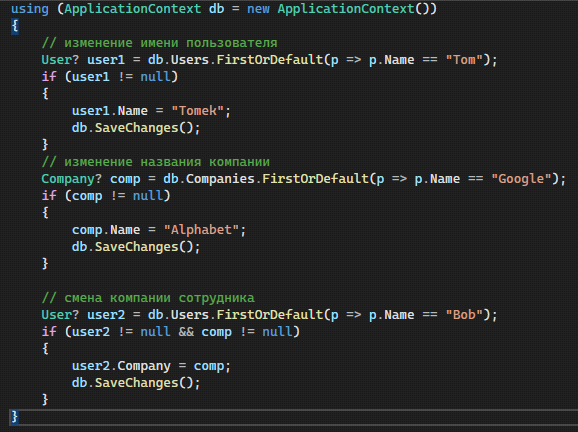 using (ApplicationContext db = new ApplicationContext())
{
    // изменение имени пользователя
    User? user1 = db.Users.FirstOrDefault(p => p.Name == "Tom");
    if (user1 != null)
    {
        user1.Name = "Tomek";
        db.SaveChanges();
    }
    // изменение названия компании
    Company? comp = db.Companies.FirstOrDefault(p => p.Name == "Google");
    if (comp != null)
    {
        comp.Name = "Alphabet";
        db.SaveChanges();
    }

    // смена компании сотрудника
    User? user2 = db.Users.FirstOrDefault(p => p.Name == "Bob");
    if (user2 != null && comp != null)
    {
        user2.Company = comp;
        db.SaveChanges();
    }
}